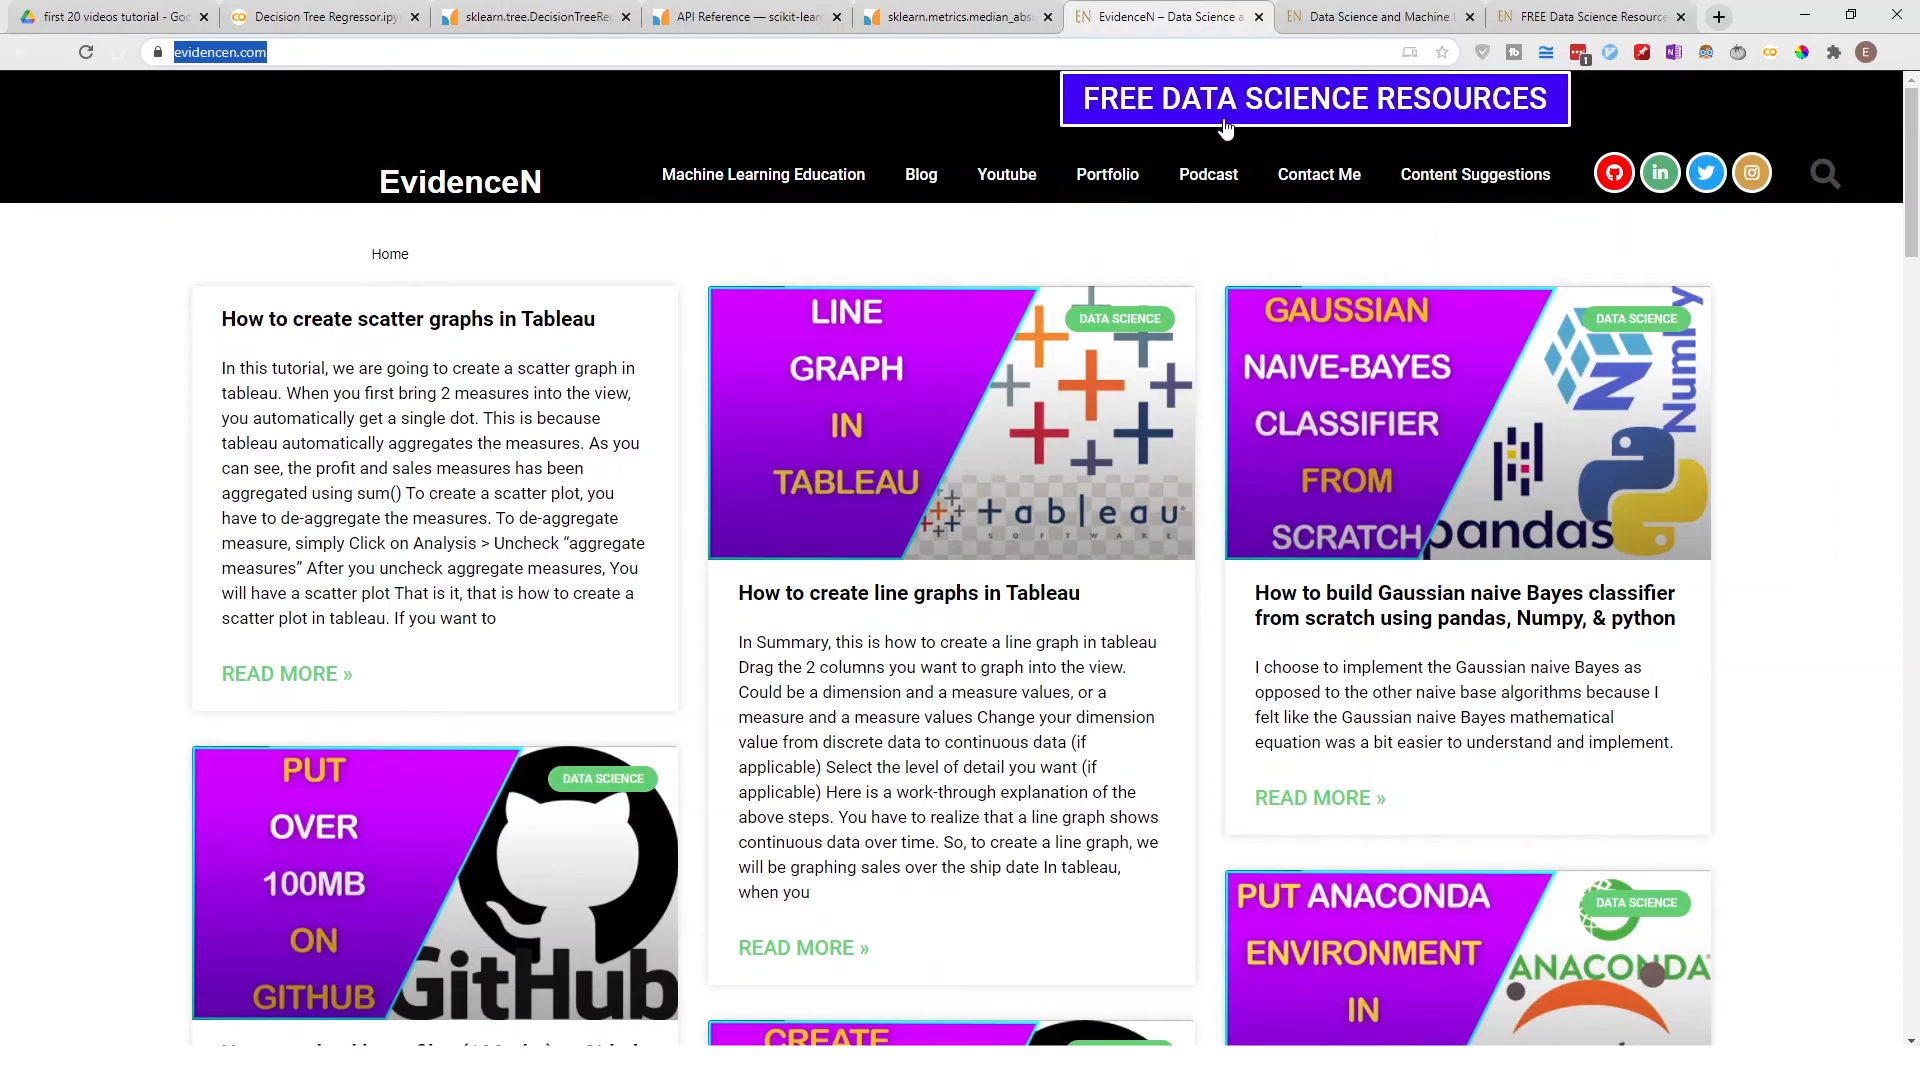 first 20 videos tutorial - Goo
Decision Tree Regressor.ipy
sklearn.tree.DecisionTreeRe
API Reference — scikit-lear
sklearn.metrics.median_abs
EN EvidenceN – Data Science a
EN Data Science and Machine
EN FREE Data Science Resource
evidencen.com
FREE DATA SCIENCE RESOURCES
EvidenceN
Machine Learning Education
Blog
Youtube
Portfolio
Podcast
Contact Me
Content Suggestions
Home
How to create scatter graphs in Tableau
In this tutorial, we are going to create a scatter graph in
tableau. When you first bring 2 measures into the view,
you automatically get a single dot. This is because
tableau automatically aggregates the measures. As you
can see, the profit and sales measures has been
aggregated using sum() To create a scatter plot, you
have to de-aggregate the measures. To de-aggregate
measure, simply Click on Analysis > Uncheck “aggregate
measures” After you uncheck aggregate measures, You
will have a scatter plot That is it, that is how to create a
scatter plot in tableau. If you want to
READ MORE »
PUT
OVER
100MB
ON
GITHUB
DATA SCIENCE
GitHub
LINE
GRAPH
IN
TABLEAU
DATA SCIENCE
+ableau
SOFTWARE
How to create line graphs in Tableau
In Summary, this is how to create a line graph in tableau
Drag the 2 columns you want to graph into the view.
Could be a dimension and a measure values, or a
measure and a measure values Change your dimension
value from discrete data to continuous data (if
applicable) Select the level of detail you want (if
applicable) Here is a work-through explanation of the
above steps. You have to realize that a line graph shows
continuous data over time. So, to create a line graph, we
will be graphing sales over the ship date In tableau,
when you
READ MORE »
CREATE
GAUSSIAN
NAIVE-BAYES
CLASSIFIER
FROM
SCRATCH
DATA SCIENCE
NumPy
pandas
How to build Gaussian naive Bayes classifier
from scratch using pandas, Numpy, & python
I choose to implement the Gaussian naive Bayes as
opposed to the other naive base algorithms because I
felt like the Gaussian naive Bayes mathematical
equation was a bit easier to understand and implement.
READ MORE »
PUT ANACONDA
ENVIRONMENT
IN
DATA SCIENCE
ANACONDA